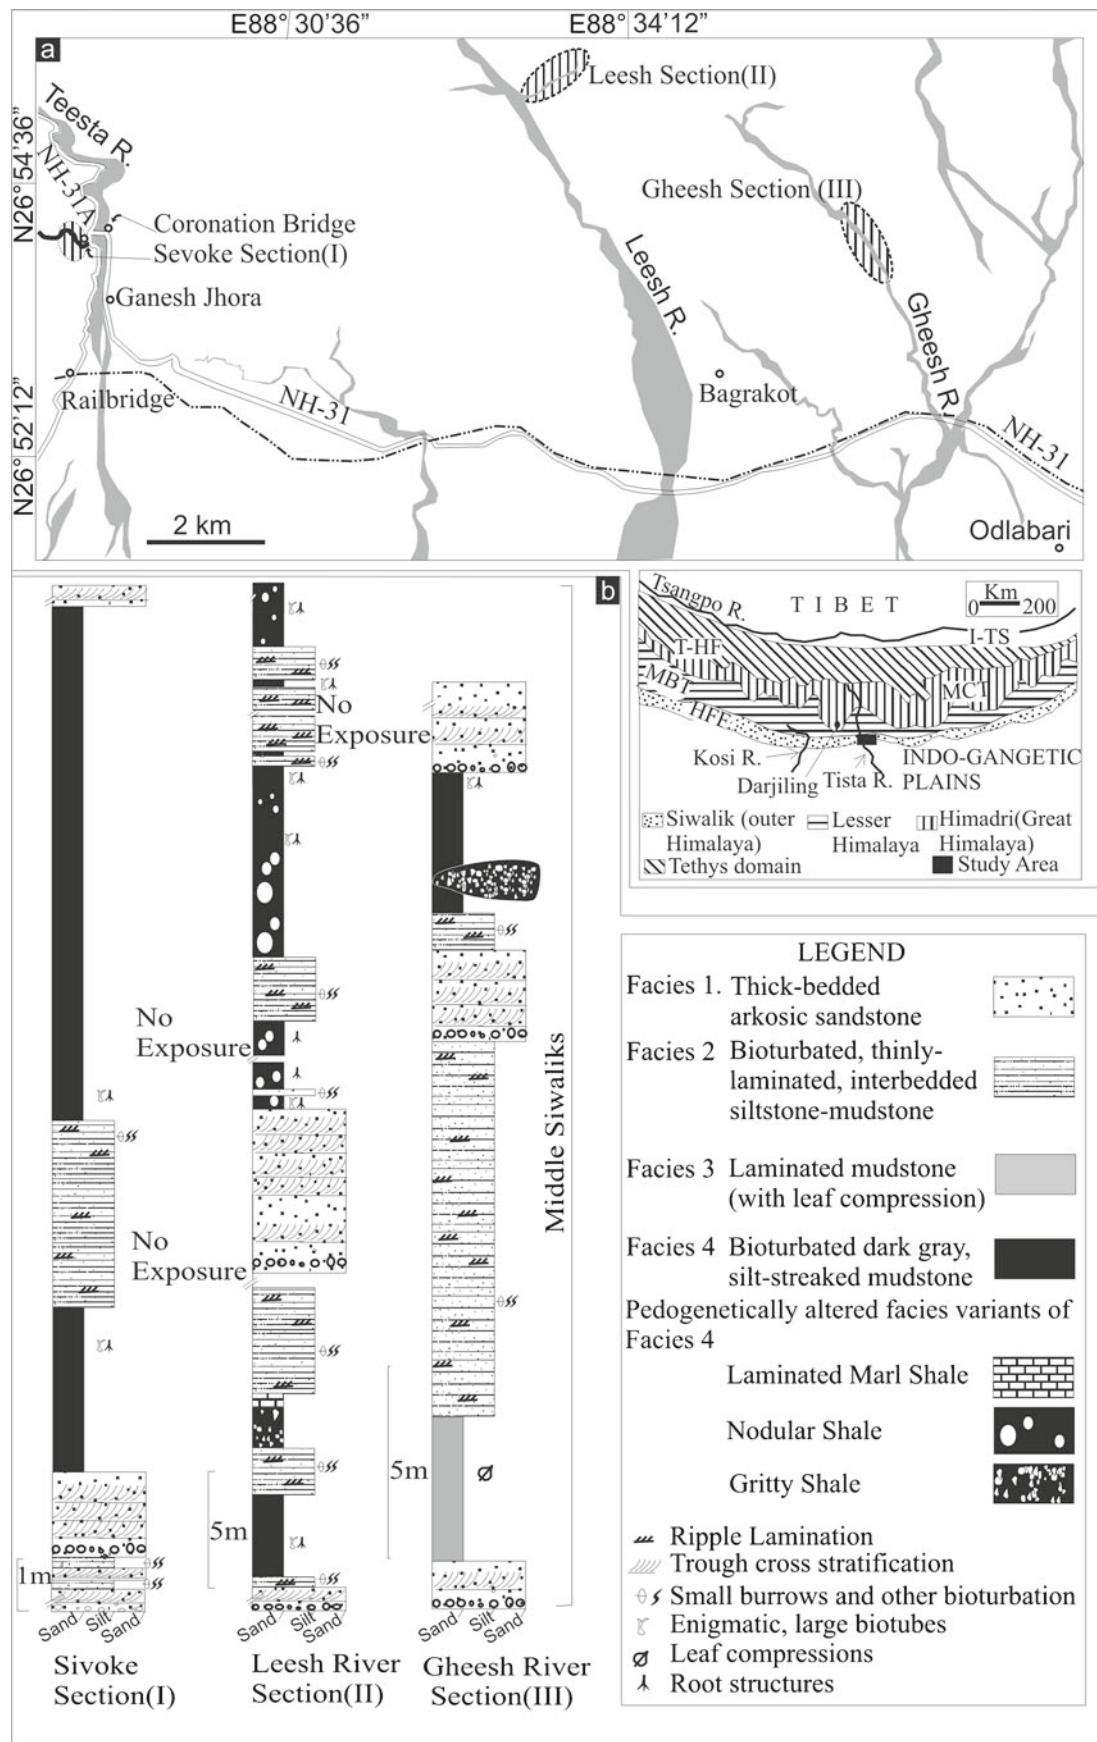 E88° 30’36” E88° 34’12”
a
Leesh Section(II)
Teesta R.
N26° 54’36”
NH-31A
Gheesh Section (III)
Coronation Bridge
Sevoke Section(I)
Leesh R.
Ganesh Jhora
Gheesh R.
Railbridge
NH-31
Bagrakot
N26° 52’12”
NH-31
2 km
Odlabari
b
Tsangpo R.
TIBET
Km
0 200
I-TS
T-HF
MBT
MCT
HFF
Kosi R.
INDO-GANGETIC
PLAINS
Darjiling
Tista R.
Siwalik (outer
Himalaya)
Lesser
Himalaya
Himadri(Great
Himalaya)
Tethys domain
Study Area
No
Exposure
No
Exposure
No
Exposure
Middle Siwaliks
5m
5m
1m
Sand Silt Sand
Sand Silt Sand
Sand Silt Sand
Sivoke
Section(I)
Leesh River
Section(II)
Gheesh River
Section(III)
LEGEND
Facies 1. Thick-bedded
arkosic sandstone
Facies 2 Bioturbated, thinly-
laminated, interbedded
siltstone-mudstone
Facies 3 Laminated mudstone
(with leaf compression)
Facies 4 Bioturbated dark gray,
silt-streaked mudstone
Pedogenetically altered facies variants of
Facies 4
Laminated Marl Shale
Nodular Shale
Gritty Shale
Ripple Lamination
Trough cross stratification
Small burrows and other bioturbation
Enigmatic, large biotubes
Leaf compressions
Root structures